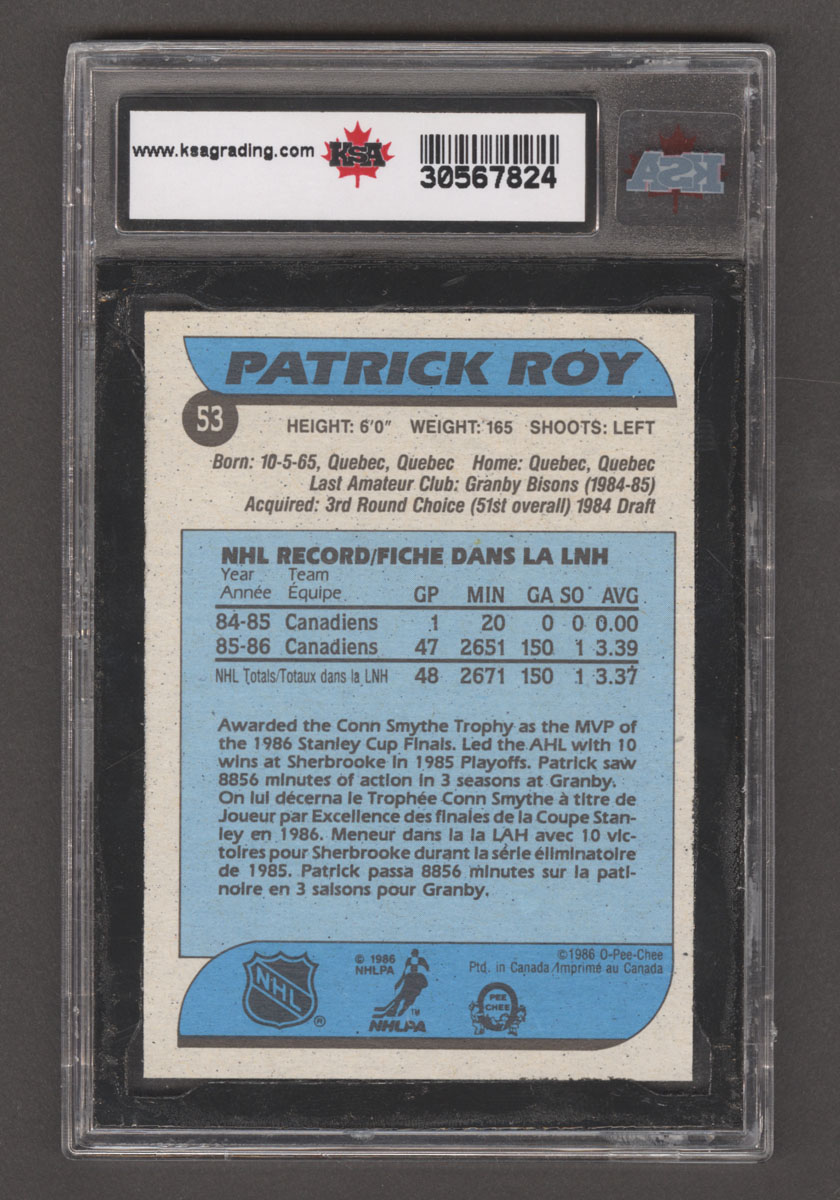 www.ksagrading.com KSA 30567824
KSA
PATRICK ROY
53
HEIGHT: 6'0" WEIGHT: 165 SHOOTS: LEFT
Born: 10-5-65, Quebec, Quebec Home: Quebec, Quebec
Last Amateur Club: Granby Bisons (1984-85)
Acquired: 3rd Round Choice (51st overall) 1984 Draft
NHL RECORD/FICHE DANS LA LNH
Year Team
Année Équipe GP MIN GA SO AVG
84-85 Canadiens 1 20 0 0 0.00
85-86 Canadiens 47 2651 150 1 3.39
NHL Totals/Totaux dans la LNH 48 2671 150 1 3.37
Awarded the Conn Smythe Trophy as the MVP of
the 1986 Stanley Cup Finals. Led the AHL with 10
wins at Sherbrooke in 1985 Playoffs. Patrick saw
8856 minutes of action in 3 seasons at Granby.
On lui décerna le Trophée Conn Smythe à titre de
Joueur par Excellence des finales de la Coupe Stan-
ley en 1986. Meneur dans la la LAH avec 10 vic-
toires pour Sherbrooke durant la série éliminatoire
de 1985. Patrick passa 8856 minutes sur la pati-
noire en 3 saisons pour Granby.
©1986 O-Pee-Chee
Ptd. in Canada/Imprimé au Canada
© 1986
NHLPA
NHL ®
TM
NHLPA
PEE
CHEE